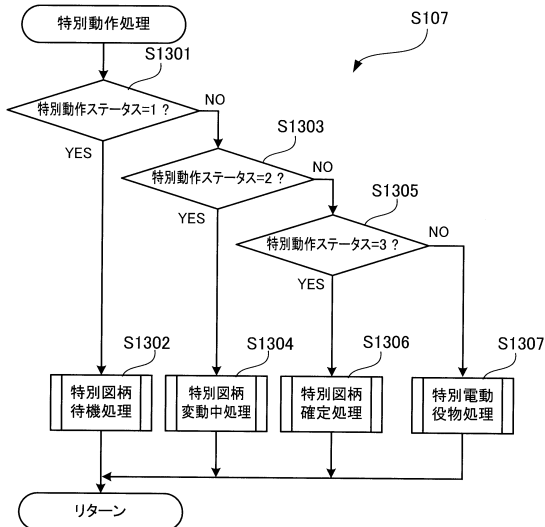 特別動作処理
S107
S1301
特別動作ステータス=1 ?
NO
YES
S1303
特別動作ステータス=2 ?
NO
YES
S1305
特別動作ステータス=3 ?
NO
YES
S1302
特別図柄
待機処理
S1304
特別図柄
変動中処理
S1306
特別図柄
確定処理
S1307
特別電動
役物処理
リターン